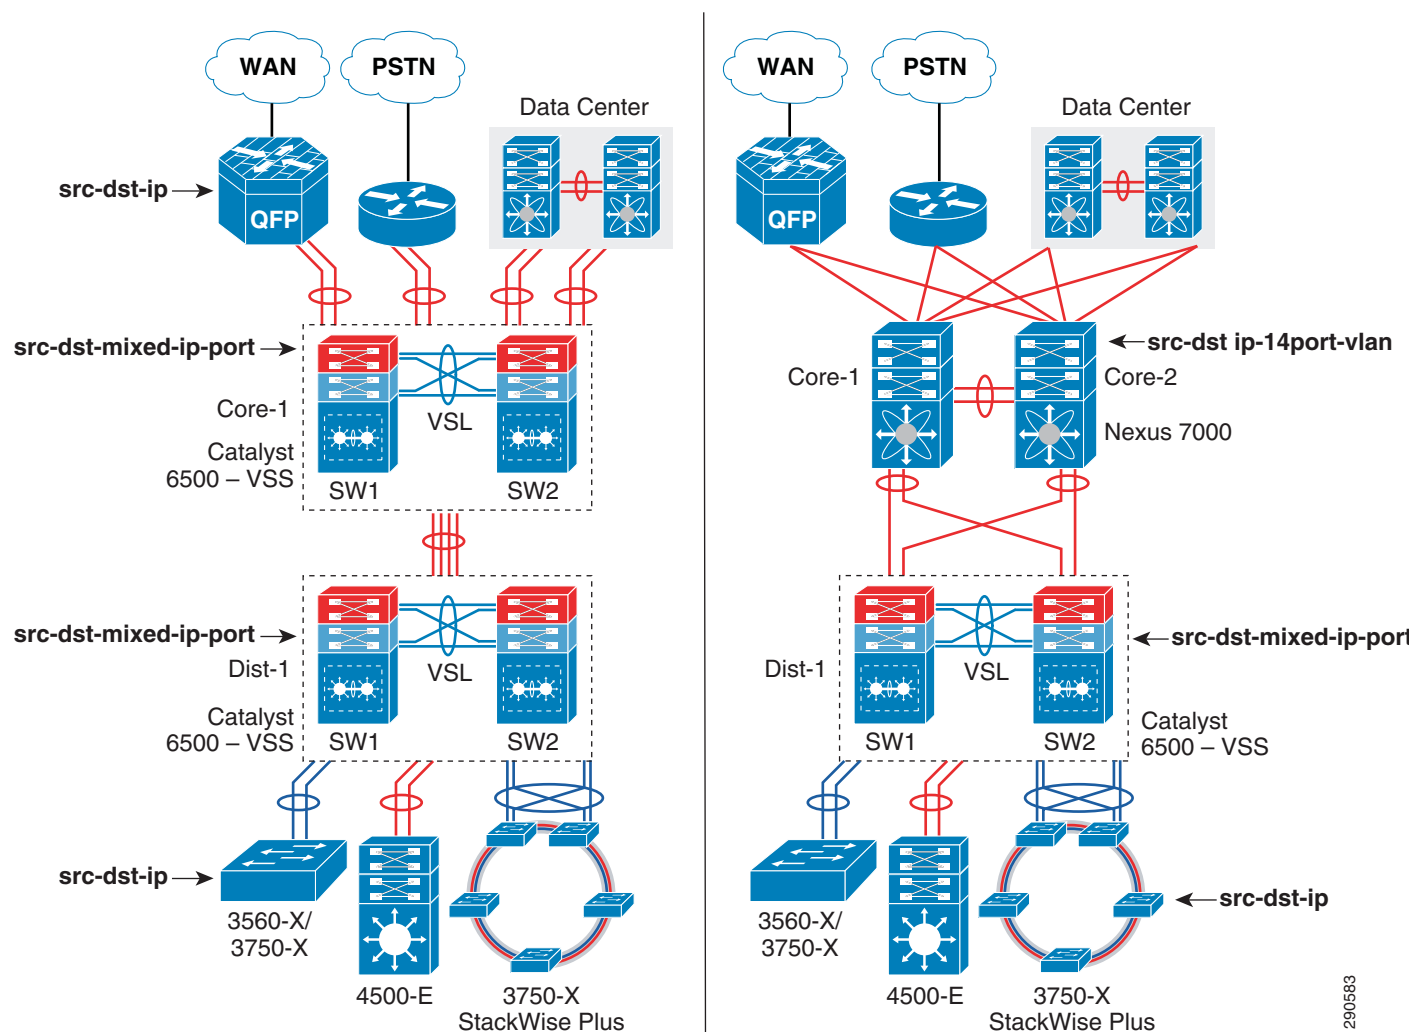 WAN
PSTN
Data Center
src-dst-ip
QFP
src-dst-mixed-ip-port
Core-1
VSL
Catalyst
6500 – VSS
SW1
SW2
src-dst-mixed-ip-port
Dist-1
VSL
Catalyst
6500 – VSS
SW1
SW2
src-dst-ip
3560-X/
3750-X
4500-E
3750-X
StackWise Plus
WAN
PSTN
Data Center
QFP
src-dst ip-14port-vlan
Core-1
Core-2
Nexus 7000
src-dst-mixed-ip-port
Dist-1
VSL
SW1
SW2
Catalyst
6500 – VSS
src-dst-ip
3560-X/
3750-X
4500-E
3750-X
StackWise Plus
290583